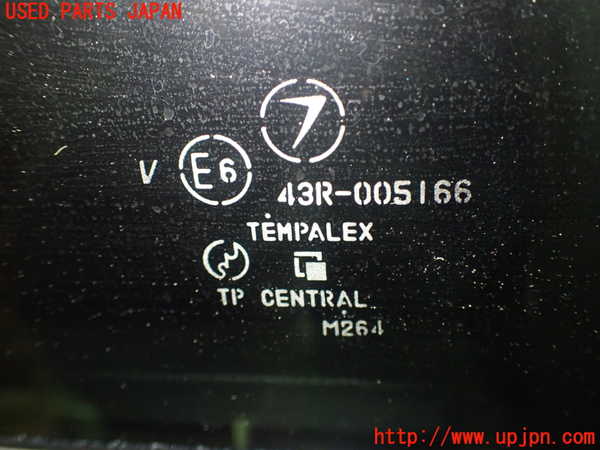 USED PARTS JAPAN
V E6
43R-005166
TEMPALEX
TP CENTRAL
M264
http://www.upjpn.com/